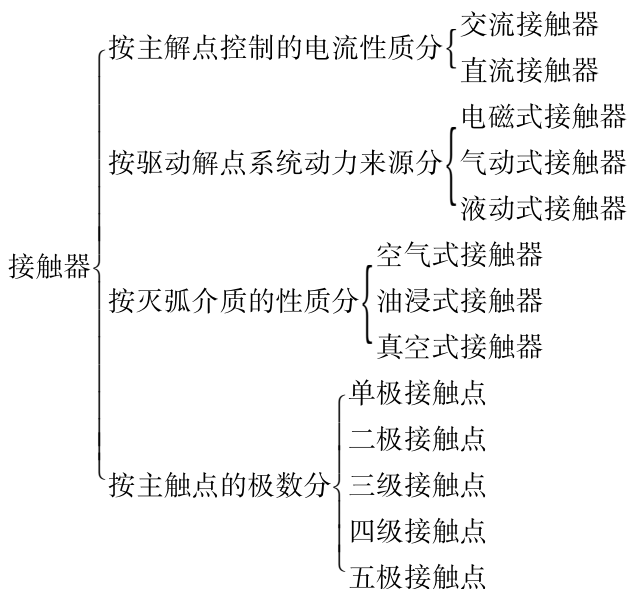 接触器
按主解点控制的电流性质分
交流接触器
直流接触器
按驱动解点系统动力来源分
电磁式接触器
气动式接触器
液动式接触器
按灭弧介质的性质分
空气式接触器
油浸式接触器
真空式接触器
按主触点的极数分
单极接触点
二极接触点
三级接触点
四级接触点
五极接触点